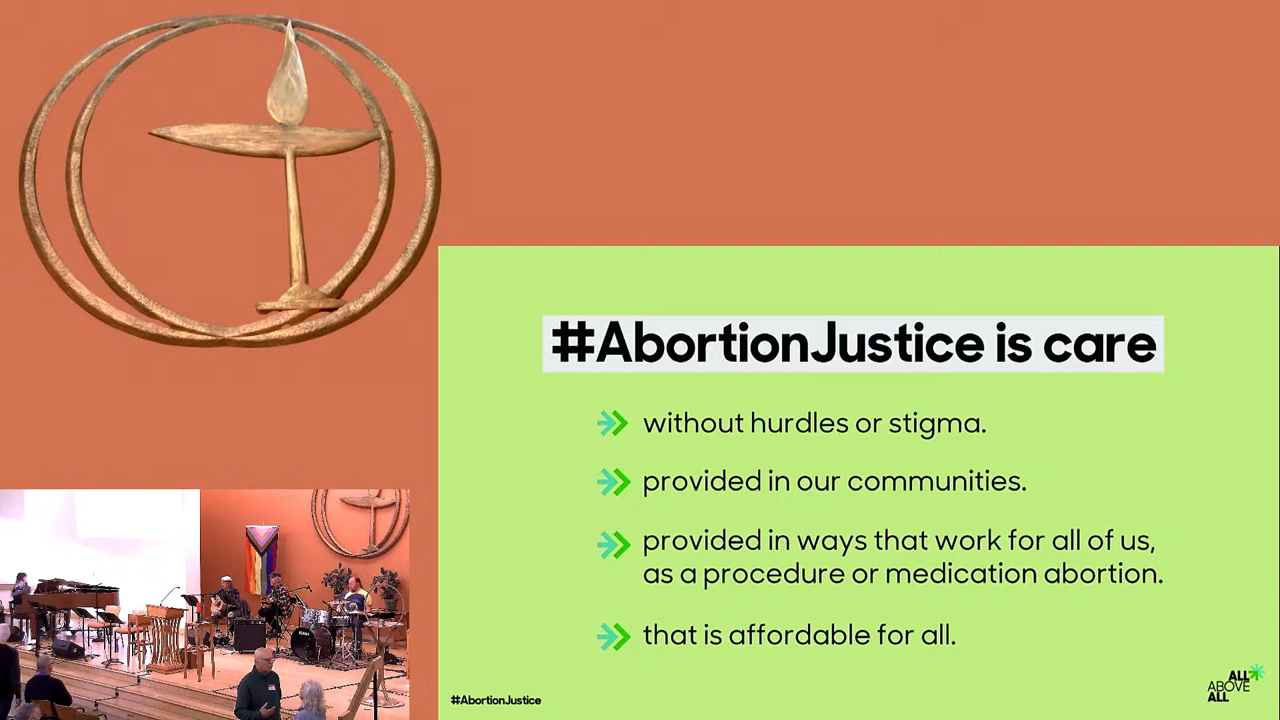 #AbortionJustice is care
without hurdles or stigma.
provided in our communities.
provided in ways that work for all of us,
as a procedure or medication abortion.
that is affordable for all.
#AbortionJustice
ALL
ABOVE
ALL